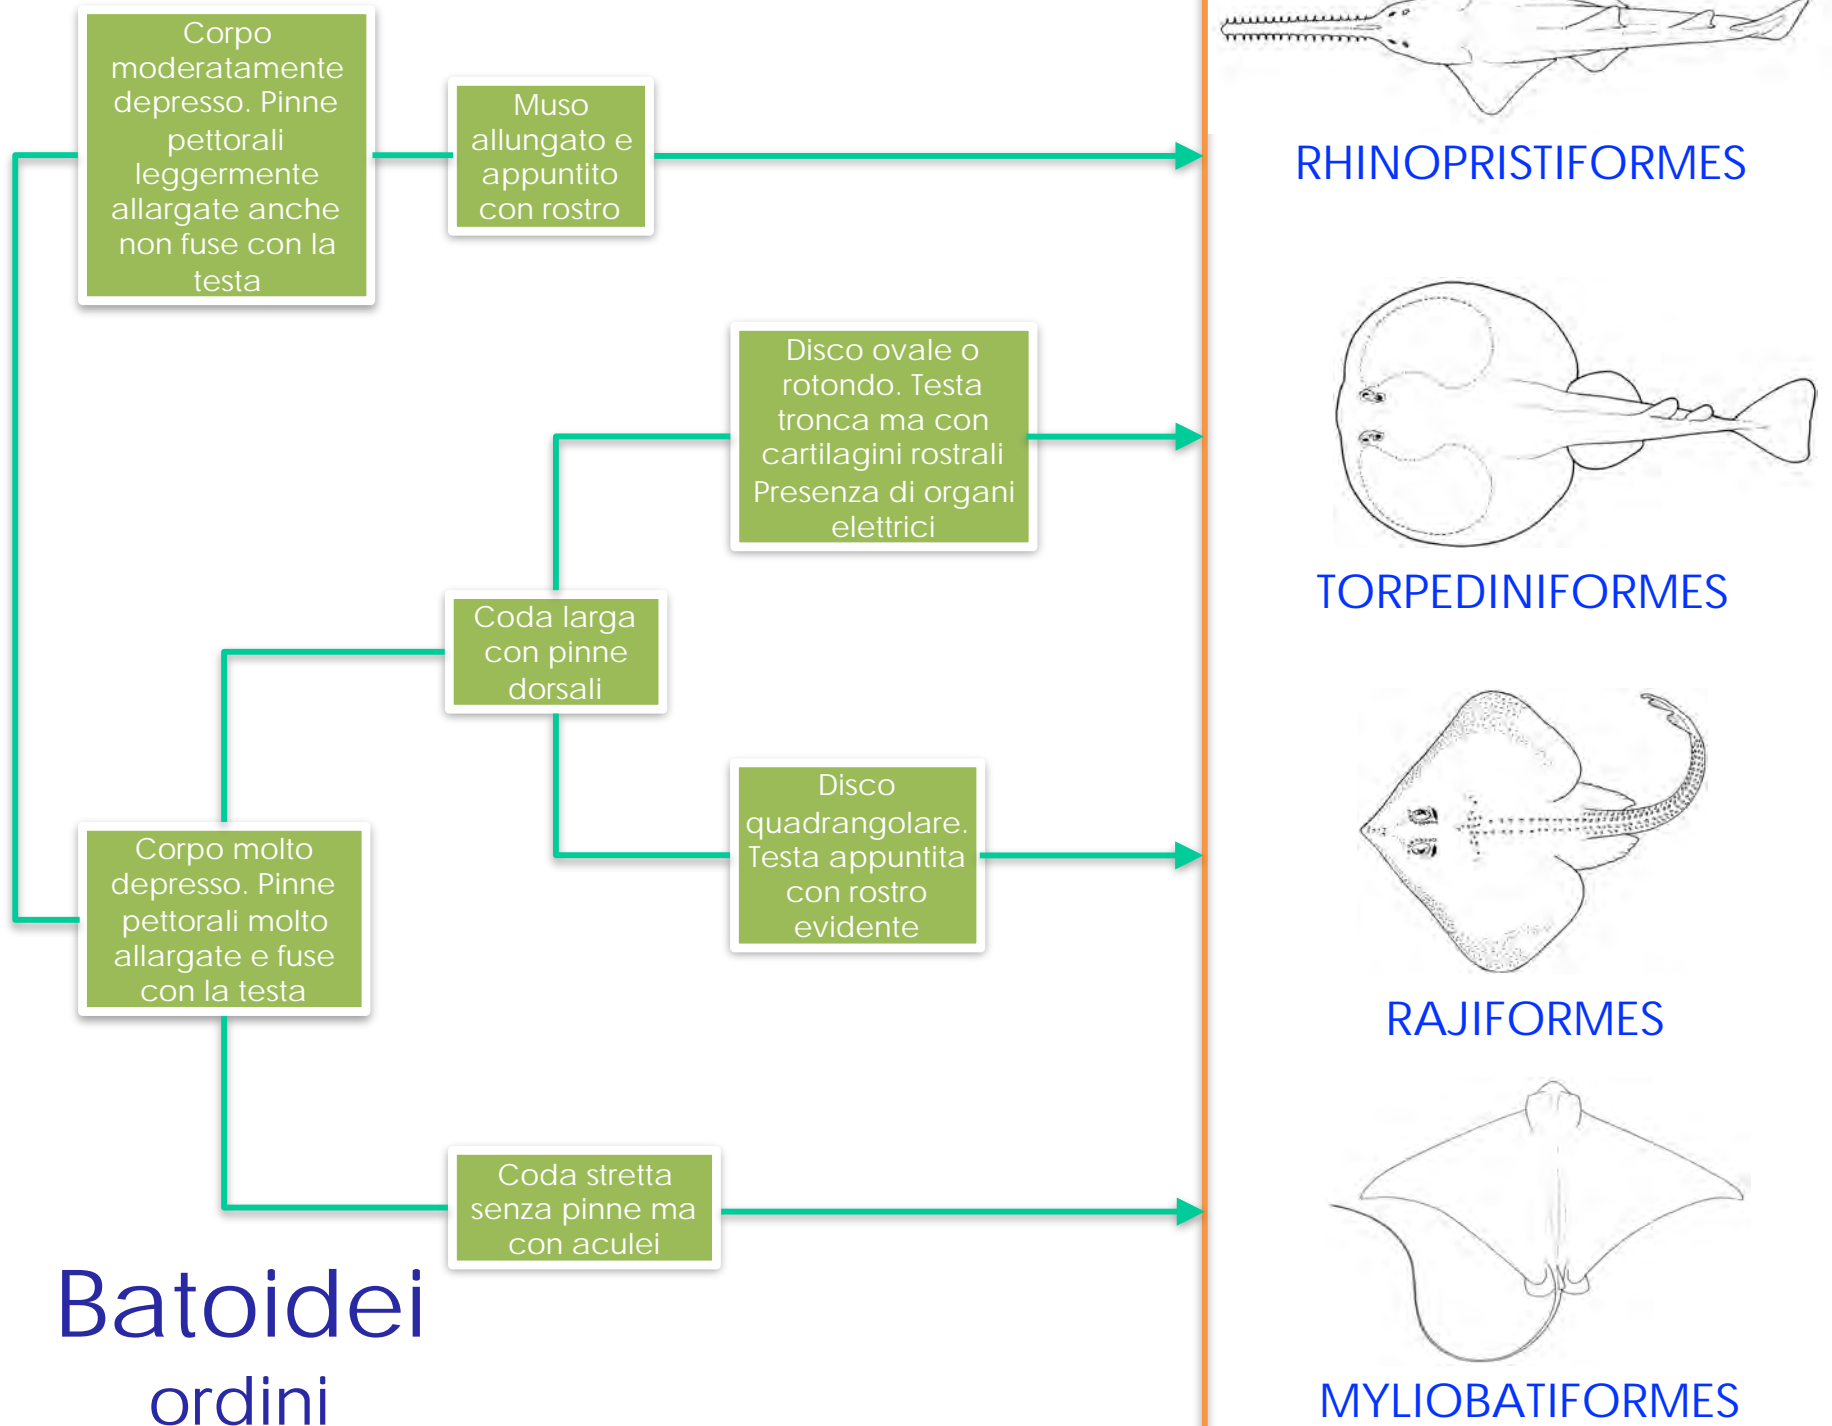 Corpo
moderatamente
depresso. Pinne
pettorali
leggermente
allargate anche
non fuse con la
testa
Muso
allungato e
appuntito
con rostro
RHINOPRISTIFORMES
Disco ovale o
rotondo. Testa
tronca ma con
cartilagini rostrali
Presenza di organi
elettrici
TORPEDINIFORMES
Coda larga
con pinne
dorsali
Disco
quadrangolare.
Testa appuntita
con rostro
evidente
RAJIFORMES
Corpo molto
depresso. Pinne
pettorali molto
allargate e fuse
con la testa
Coda stretta
senza pinne ma
con aculei
MYLIOBATIFORMES
Batoidei
ordini